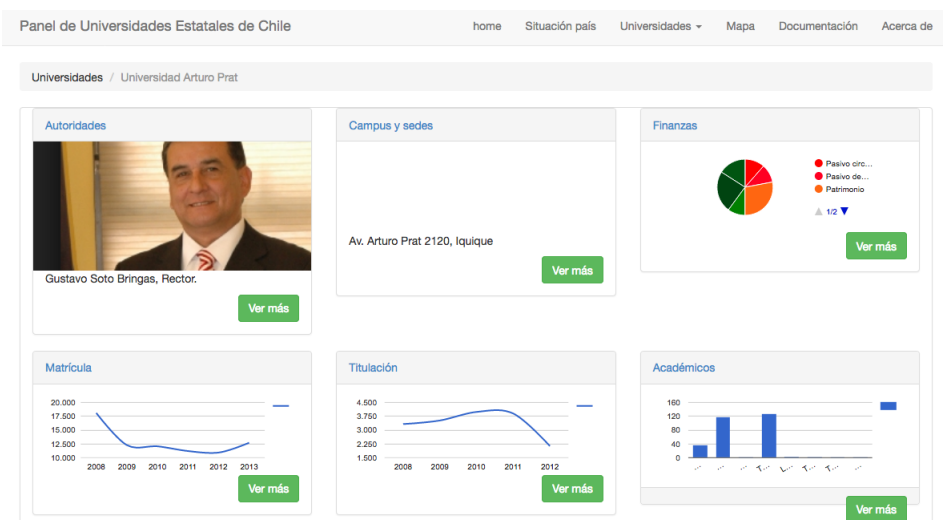 Panel de Universidades Estatales de Chile
home Situación país Universidades Mapa Documentación Acerca de
Universidades / Universidad Arturo Prat
Autoridades
Gustavo Soto Bringas, Rector.
Ver más
Campus y sedes
Av. Arturo Prat 2120, Iquique
Ver más
Finanzas
Pasivo circ...
Pasivo de...
Patrimonio
1/2
Ver más
Matrícula
20.000
17.500
15.000
12.500
10.000
2008 2009 2010 2011 2012 2013
Ver más
Titulación
4.500
3.750
3.000
2.250
1.500
2008 2009 2010 2011 2012
Ver más
Académicos
160
120
80
40
0
... ... ... T... L... T... T... ...
Ver más